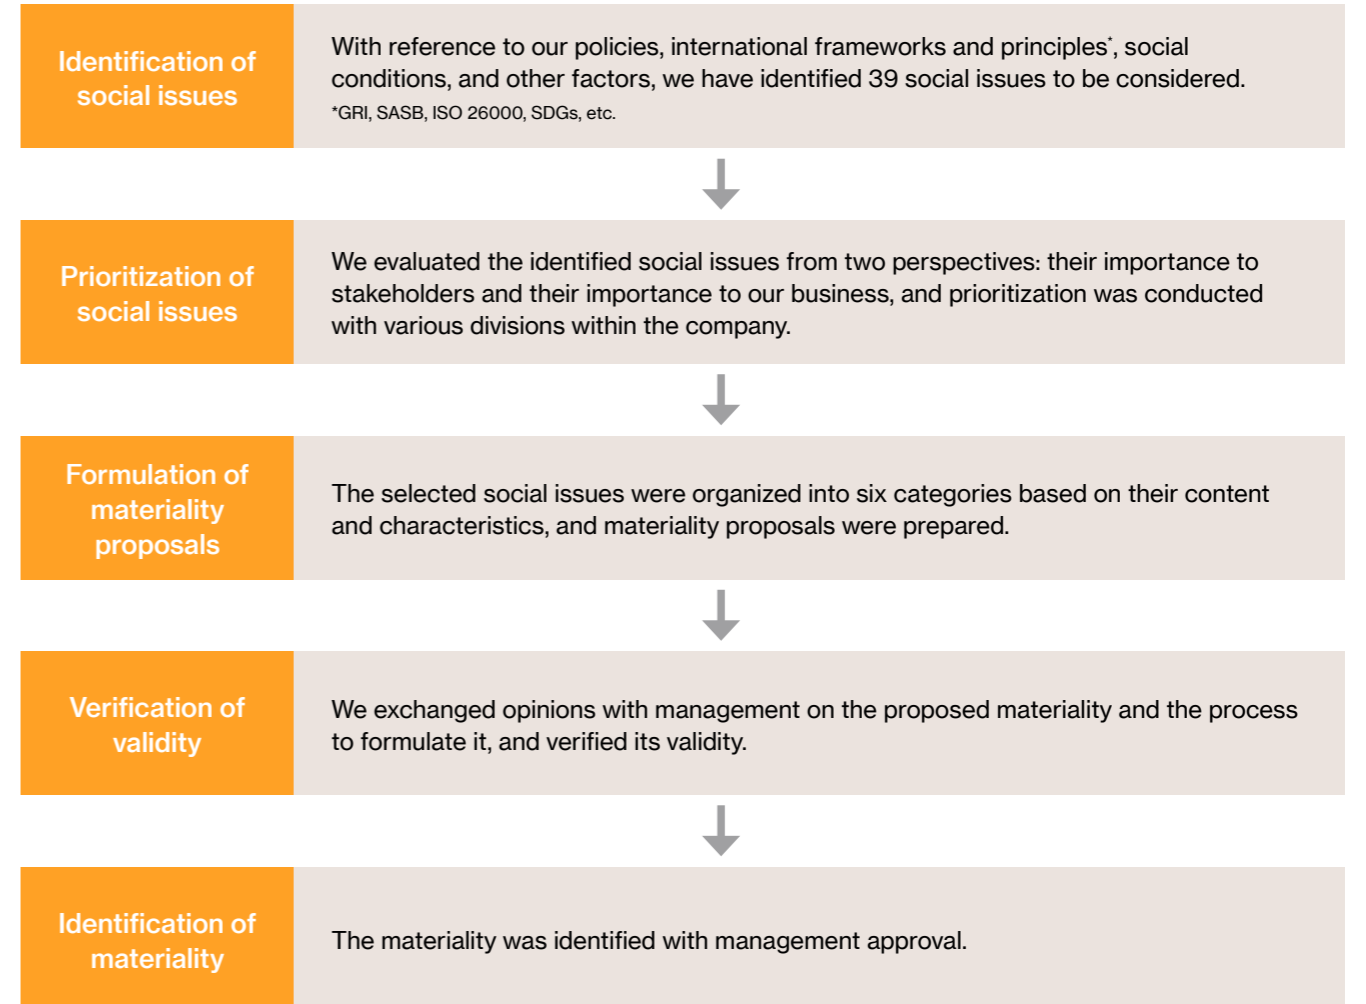 Identification of
social issues
With reference to our policies, international frameworks and principles*, social
conditions, and other factors, we have identified 39 social issues to be considered.
*GRI, SASB, ISO 26000, SDGs, etc.
Prioritization of
social issues
We evaluated the identified social issues from two perspectives: their importance to
stakeholders and their importance to our business, and prioritization was conducted
with various divisions within the company.
Formulation of
materiality
proposals
The selected social issues were organized into six categories based on their content
and characteristics, and materiality proposals were prepared.
Verification of
validity
We exchanged opinions with management on the proposed materiality and the process
to formulate it, and verified its validity.
Identification of
materiality
The materiality was identified with management approval.